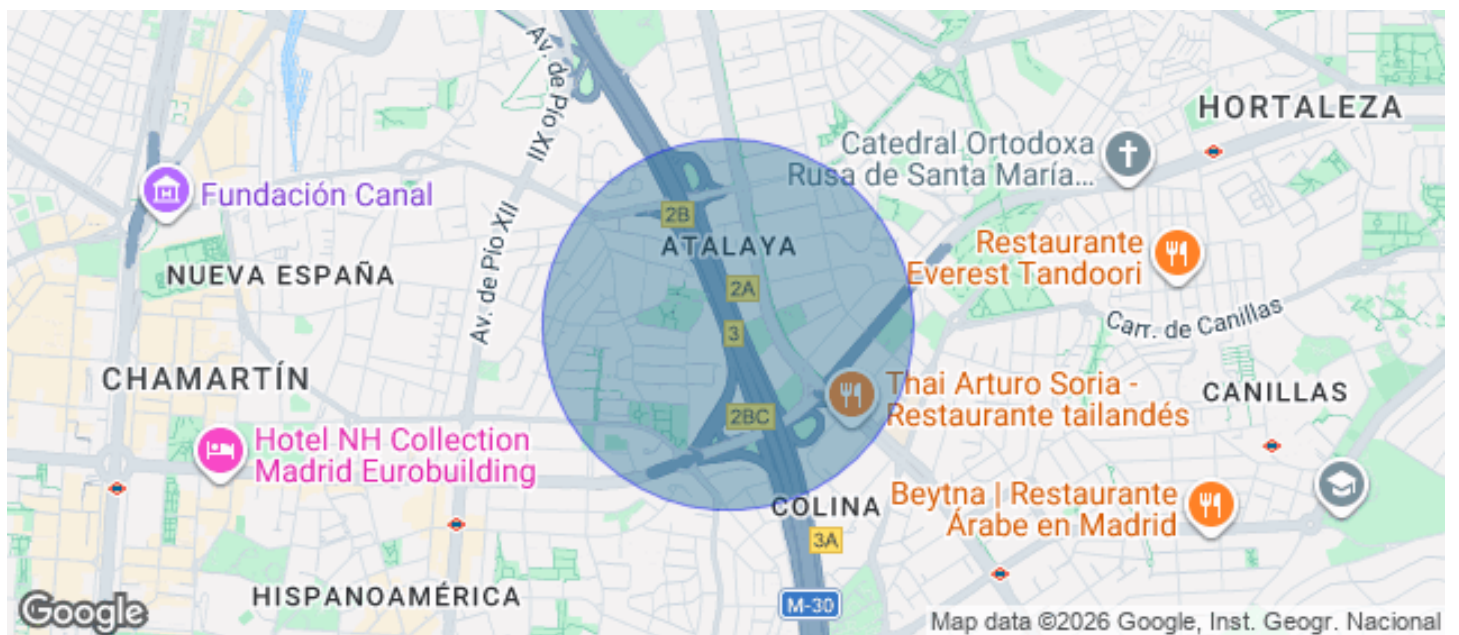 Av. de Pío XII
HORTALEZA
Catedral Ortodoxa
Rusa de Santa María...
Fundación Canal
2B
ATALAYA
Av. de Pío XII
Restaurante
Everest Tandoori
NUEVA ESPAÑA
2A
3
Carr. de Canillas
CHAMARTÍN
Thai Arturo Soria -
Restaurante tailandés
CANILLAS
2BC
Hotel NH Collection
Madrid Eurobuilding
COLINA
Beytna | Restaurante
Árabe en Madrid
3A
HISPANOAMÉRICA
M-30
Google
Map data ©2026 Google, Inst. Geogr. Nacional